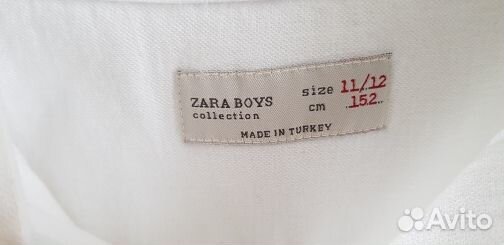 ZARA BOYS size 11/12
collection cm 152
MADE IN TURKEY
Avito